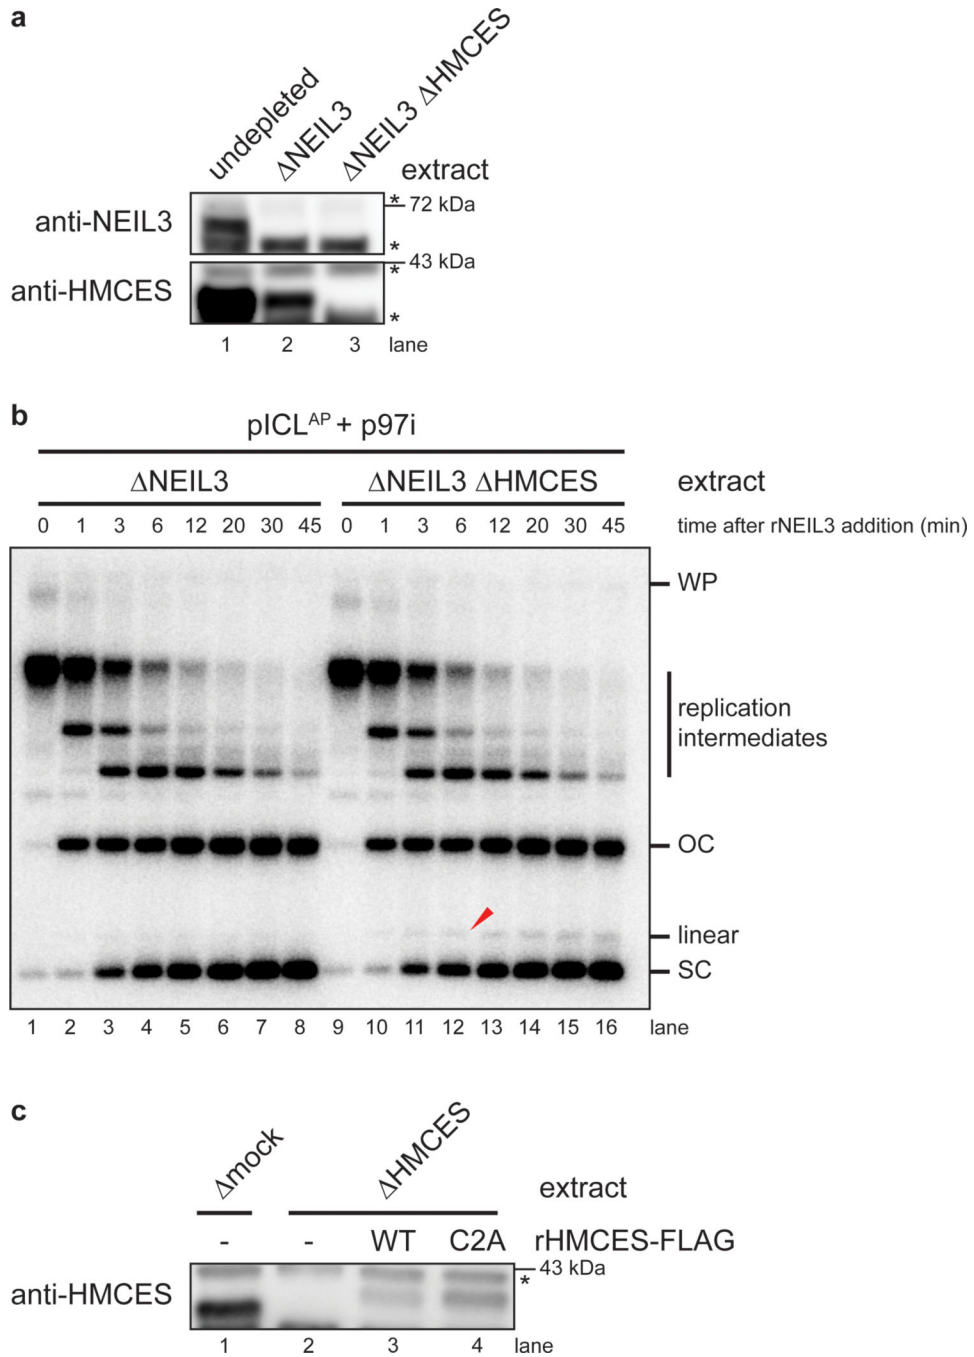 a
undepleted
ΔNEIL3
ΔNEIL3 ΔHMCES
extract
anti-NEIL3
*
72 kDa
*
43 kDa
*
anti-HMCES
*
1 2 3 lane
b
pICLAP + p97i
ΔNEIL3 ΔNEIL3 ΔHMCES extract
0 1 3 6 12 20 30 45 0 1 3 6 12 20 30 45 time after rNEIL3 addition (min)
WP
replication
intermediates
OC
linear
SC
1 2 3 4 5 6 7 8 9 10 11 12 13 14 15 16 lane
c
Δmock
ΔHMCES
extract
- - WT C2A rHMCES-FLAG
43 kDa
*
anti-HMCES
1 2 3 4 lane